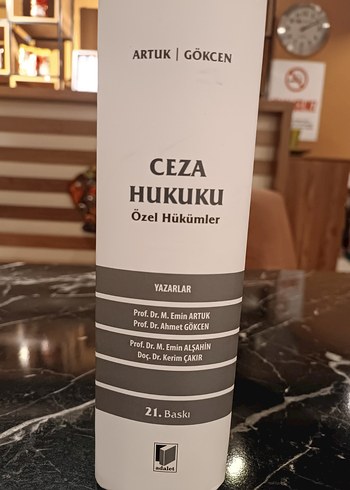 ARTUK | GÖKCEN
CEZA
HUKUKU
Özel Hükümler
YAZARLAR
Prof. Dr. M. Emin ARTUK
Prof. Dr. Ahmet GÖKCEN
Prof. Dr. M. Emin ALŞAHİN
Doç. Dr. Kerim ÇAKIR
21. Baskı
adalet